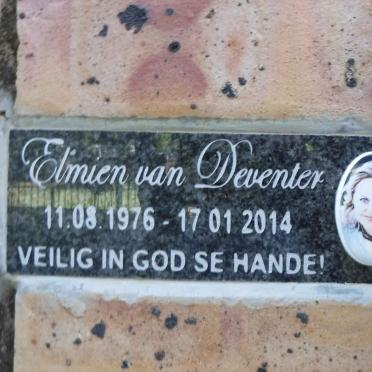 Elmien van Deventer
11.08.1976 - 17 01 2014
VEILIG IN GOD SE HANDE!